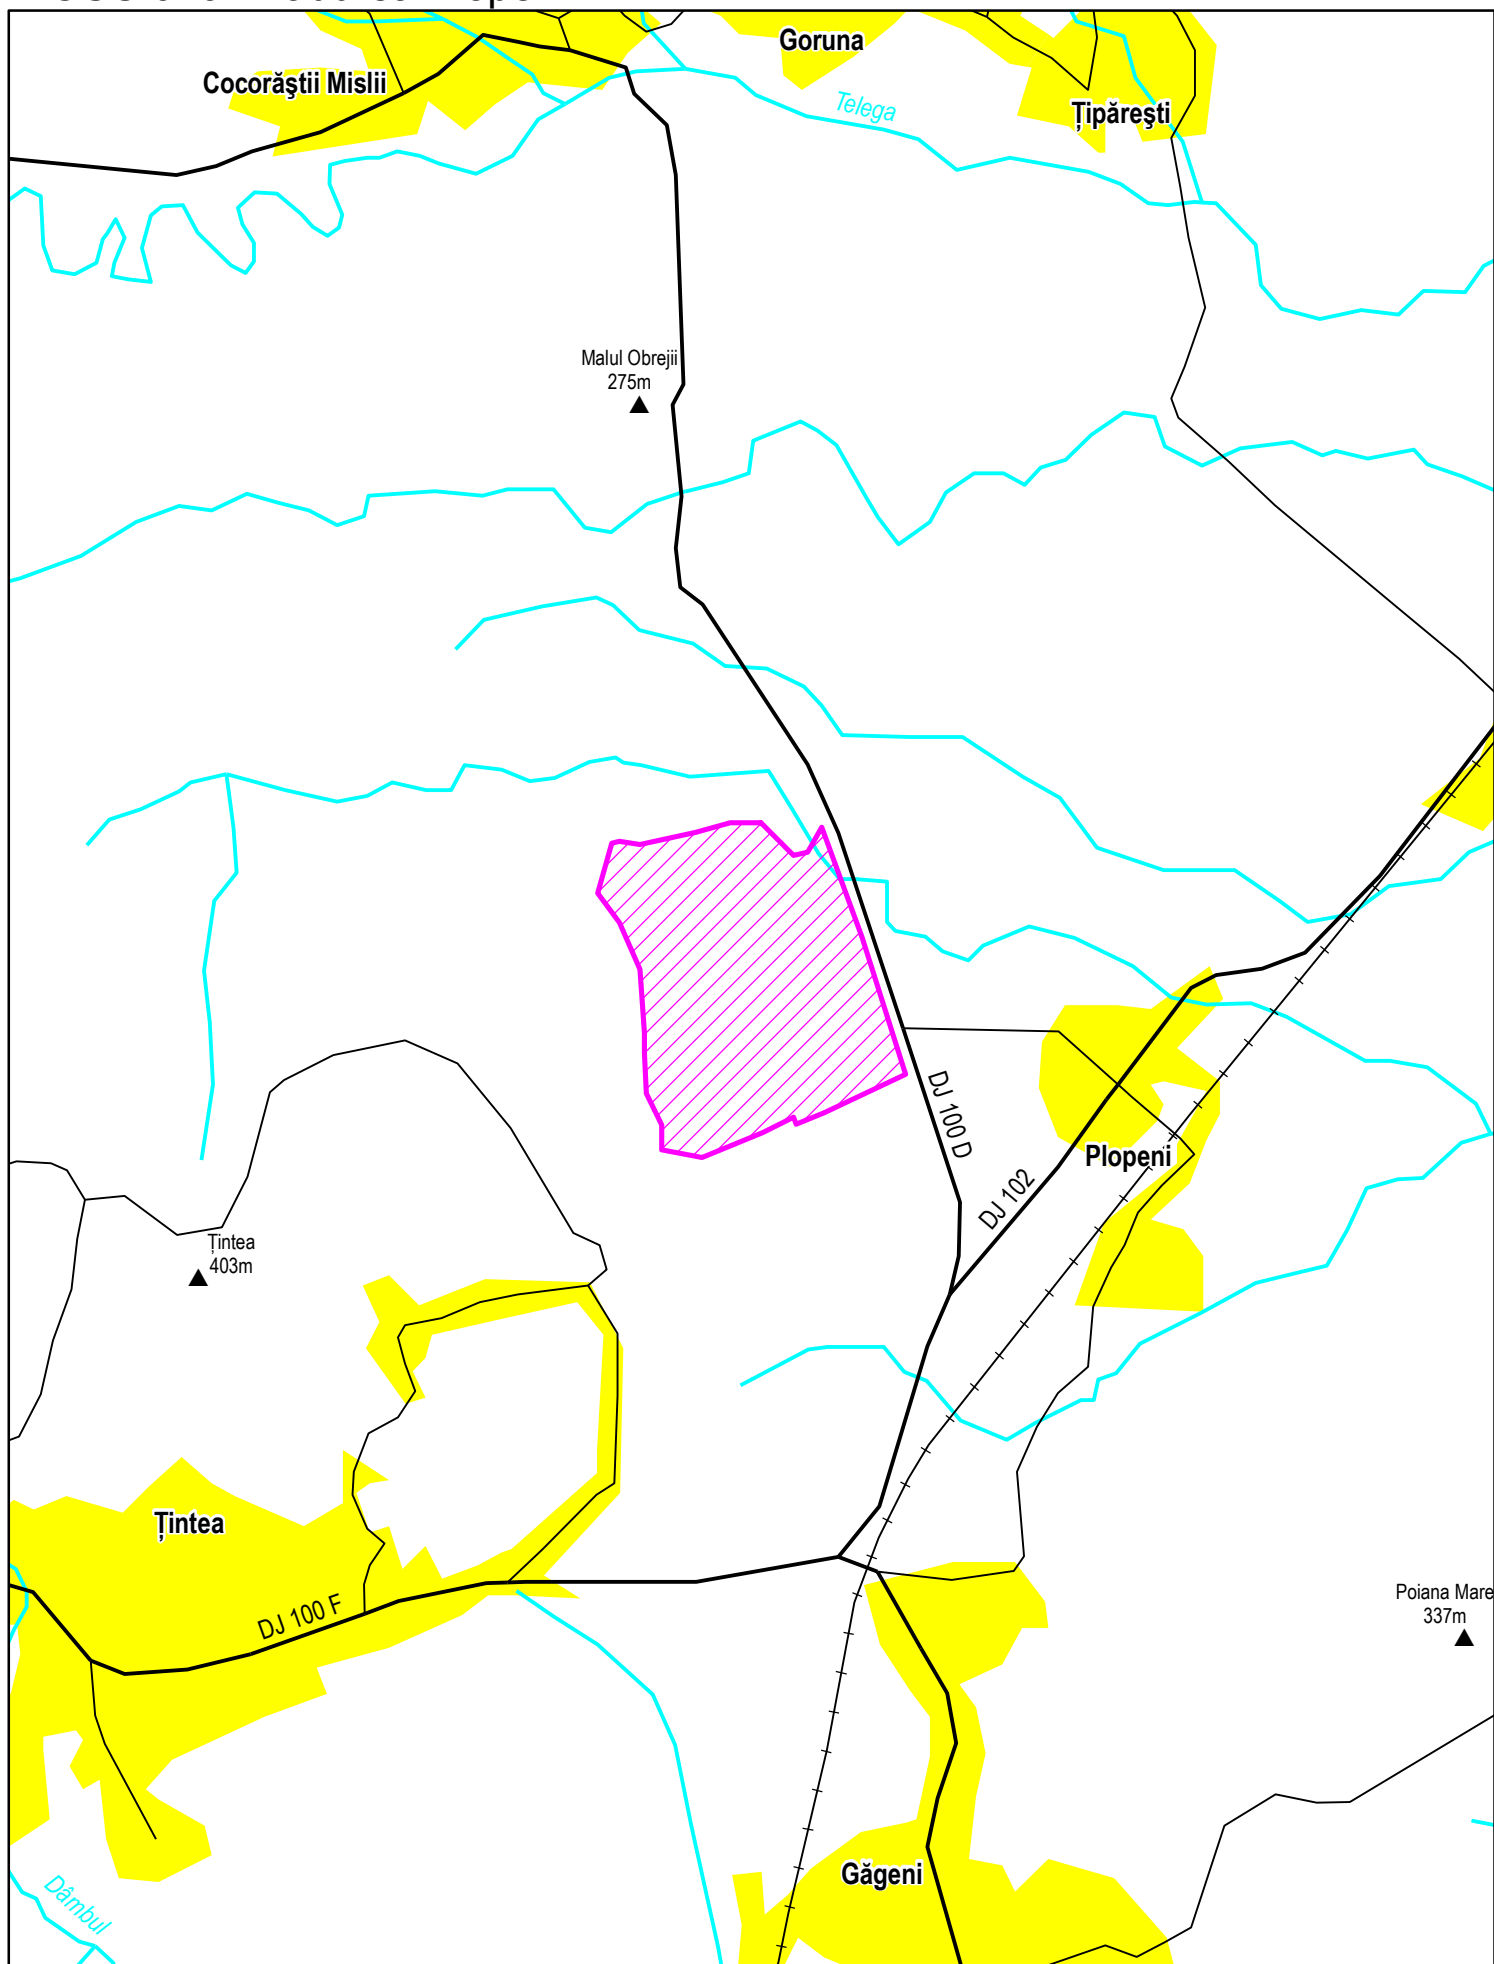 Goruna
Cocorăştii Mislii
Telega
Ţipăreşti
Malul Obrejii
275m
DJ 100 D
Plopeni
DJ 102
Ţintea
403m
Ţintea
DJ 100 F
Poiana Mare
337m
Găgeni
Dâmbul